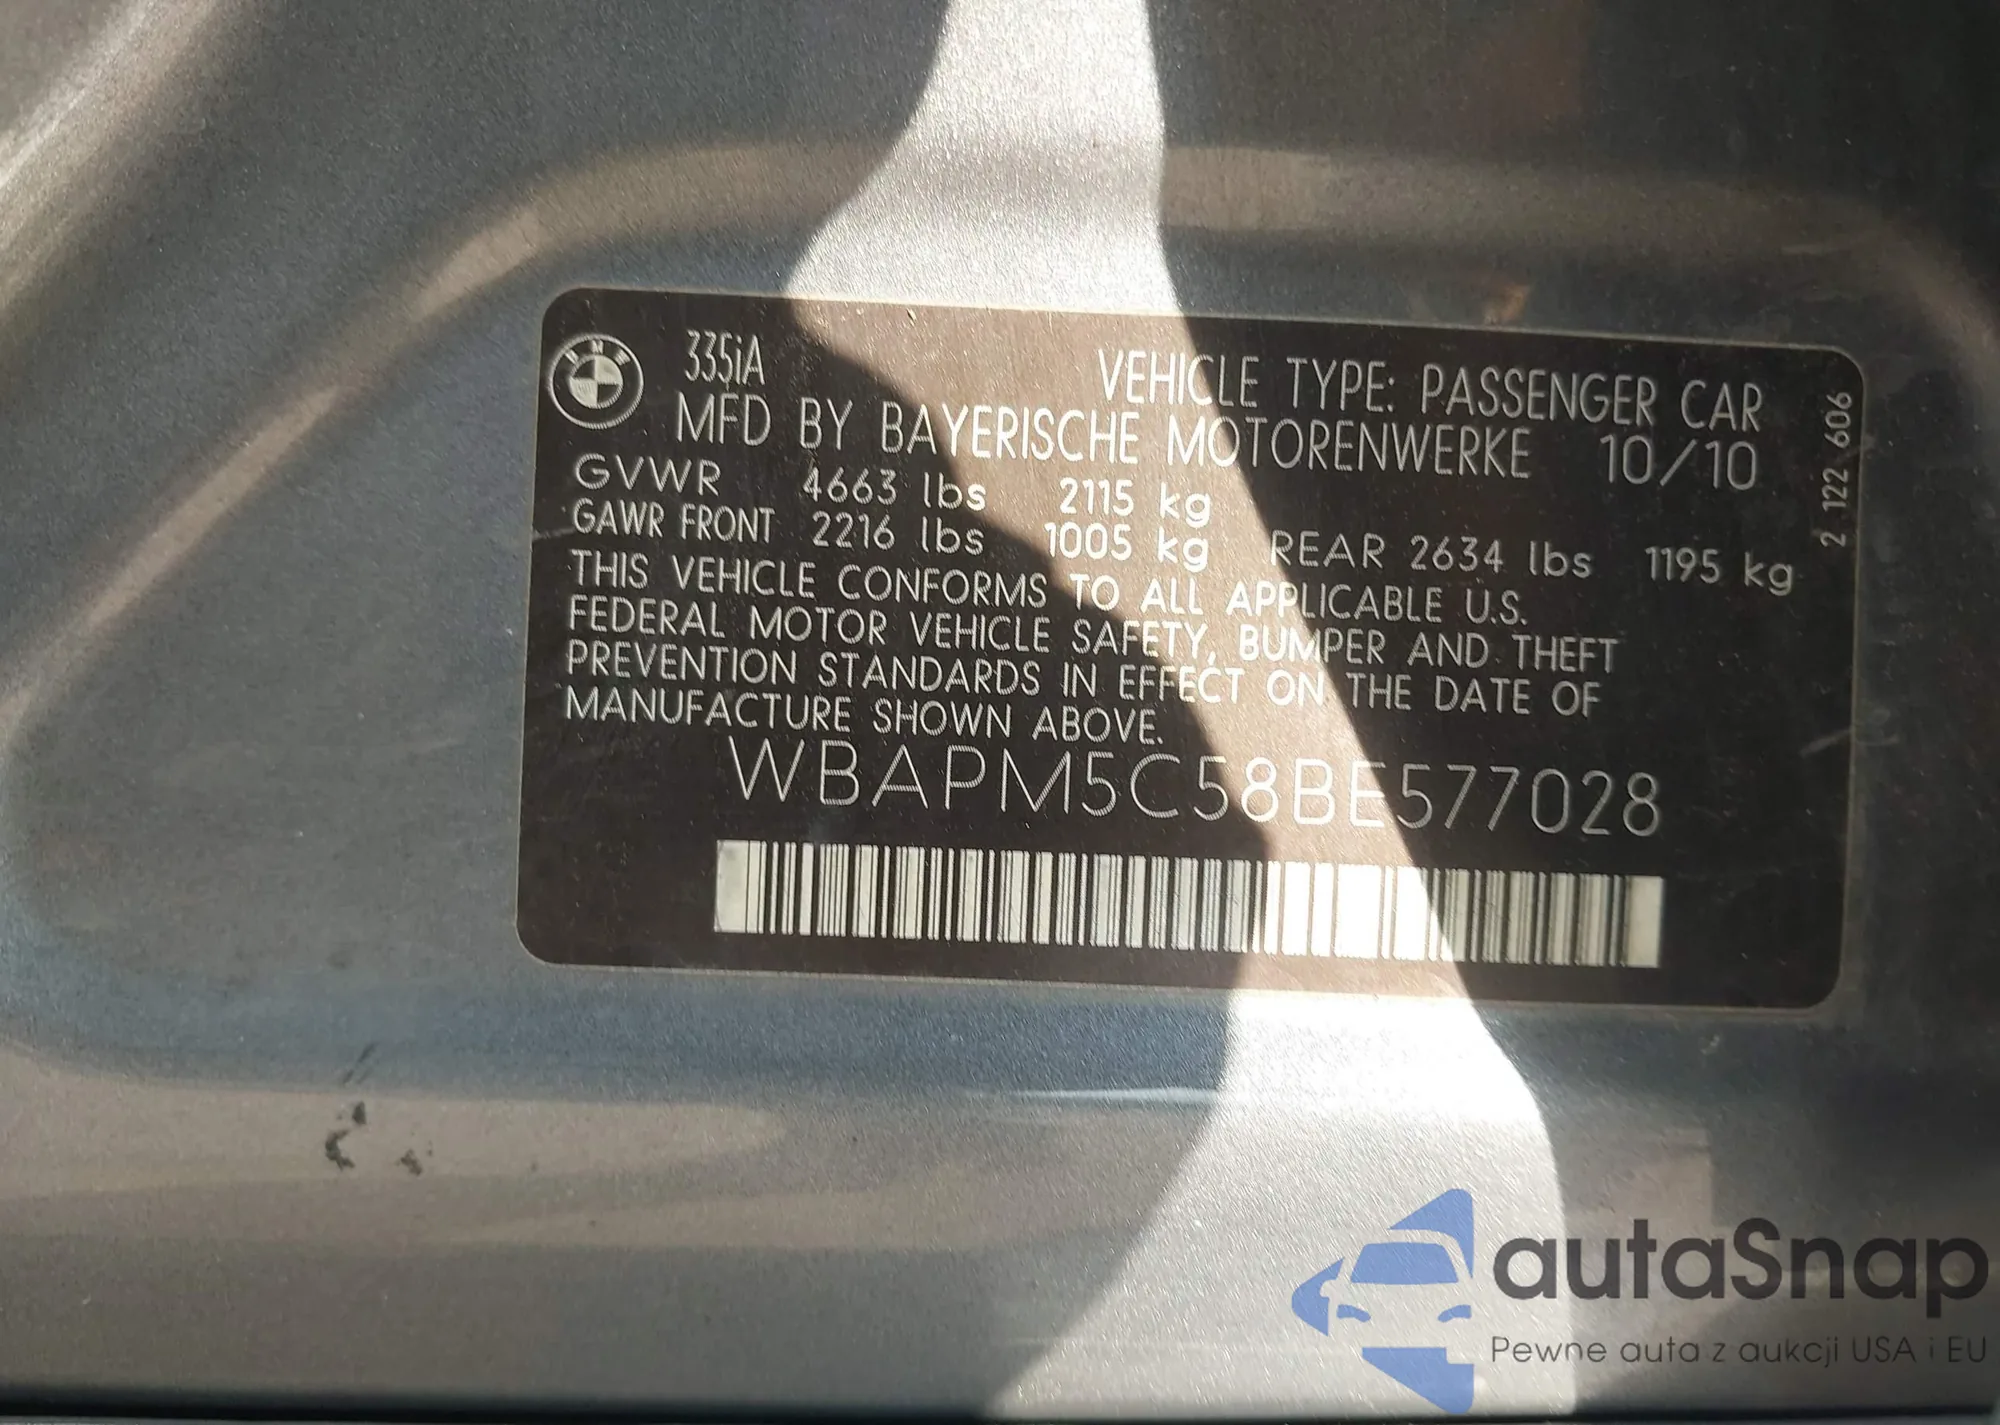 BMW
335iA
VEHICLE TYPE: PASSENGER CAR
MFD BY BAYERISCHE MOTORENWERKE 10/10
GVWR 4663 lbs 2115 kg
GAWR FRONT 2216 lbs 1005 kg REAR 2634 lbs 1195 kg
THIS VEHICLE CONFORMS TO ALL APPLICABLE U.S.
FEDERAL MOTOR VEHICLE SAFETY, BUMPER AND THEFT
PREVENTION STANDARDS IN EFFECT ON THE DATE OF
MANUFACTURE SHOWN ABOVE.
WBAPM5C58BE577028
2 122 606
autaSnap
Pewne auta z aukcji USA i EU